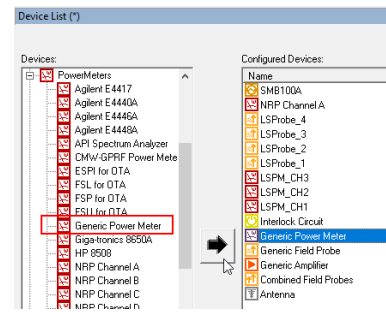 Device List (*)
Devices:
PowerMeters
Agilent E4417
Agilent E4440A
Agilent E4446A
Agilent E4448A
API Spectrum Analyzer
CMW-GPRF Power Mete
ESPI for OTA
FSL for OTA
FSP for OTA
FSU for OTA
Generic Power Meter
Giga-tronics 8650A
HP 8508
NRP Channel A
NRP Channel B
NRP Channel C
NRP Channel D
Configured Devices:
Name
SMB100A
NRP Channel A
LSProbe_4
LSProbe_3
LSProbe_2
LSProbe_1
LSPM_CH3
LSPM_CH2
LSPM_CH1
Interlock Circuit
Generic Power Meter
Generic Field Probe
Generic Amplifier
Combined Field Probes
Antenna